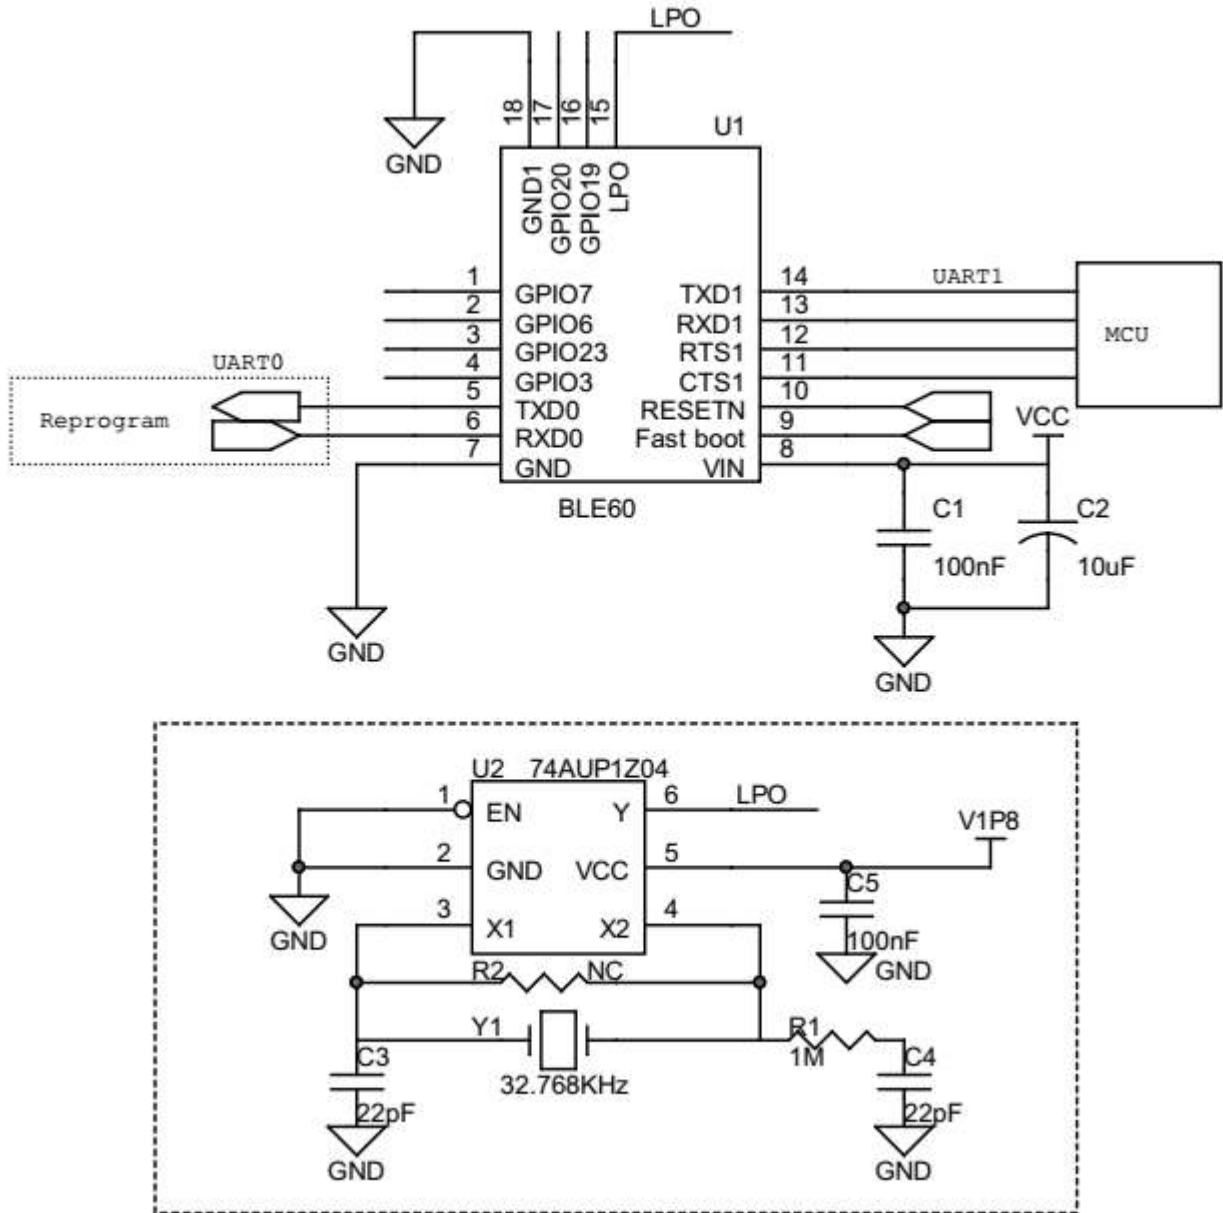 LPO
18
17
16
15
U1
GND
GND1
GPIO20
GPIO19
LPO
1
GPIO7
TXD1
14
UART1
2
GPIO6
RXD1
13
3
GPIO23
RTS1
12
MCU
UART0
4
GPIO3
CTS1
11
Reprogram
5
TXD0
RESETN
10
6
RXD0
Fast boot
9
VCC
7
GND
VIN
8
BLE60
C1
100nF
C2
10uF
GND
GND
U2 74AUP1Z04
1
EN
Y
6
LPO
V1P8
2
GND
VCC
5
C5
100nF
GND
GND
3
X1
X2
4
R2
NC
Y1
32.768KHz
R1
1M
C3
22pF
GND
C4
22pF
GND